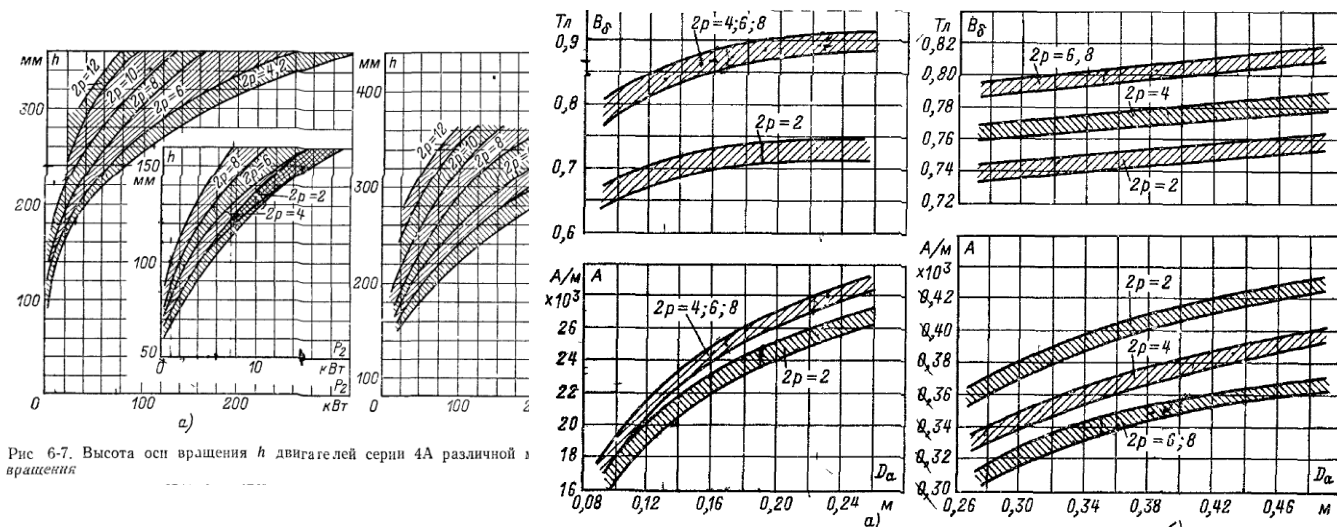 мм h
300
200
100
0
2p=12
2p=10
2p=8
2p=6
2p=4;2
150 h
мм
100
50
0
2p=8
2p=6
2p=2
2p=4
10
P₂
кВт
100
200
P₂
кВт
а)
мм h
400
300
200
100
0
2p=12
2p=10
2p=8
100
Рис 6-7. Высота оси вращения h двигателей серии 4А различной
вращения
Тл Bδ
0,9
0,8
0,7
0,6
2p=4;6;8
2p=2
А/м A
×10³
26
24
22
20
18
16
2p=4;6;8
2p=2
Dₐ
0,08 0,12 0,16 0,20 0,24 м
а)
Тл Bδ
0,82
0,80
0,78
0,76
0,74
0,72
2p=6,8
2p=4
2p=2
А/м A
×10³
0,42
0,40
0,38
0,36
0,34
0,32
0,30
2p=2
2p=4
2p=6;8
Dₐ
0,26 0,30 0,34 0,38 0,42 м